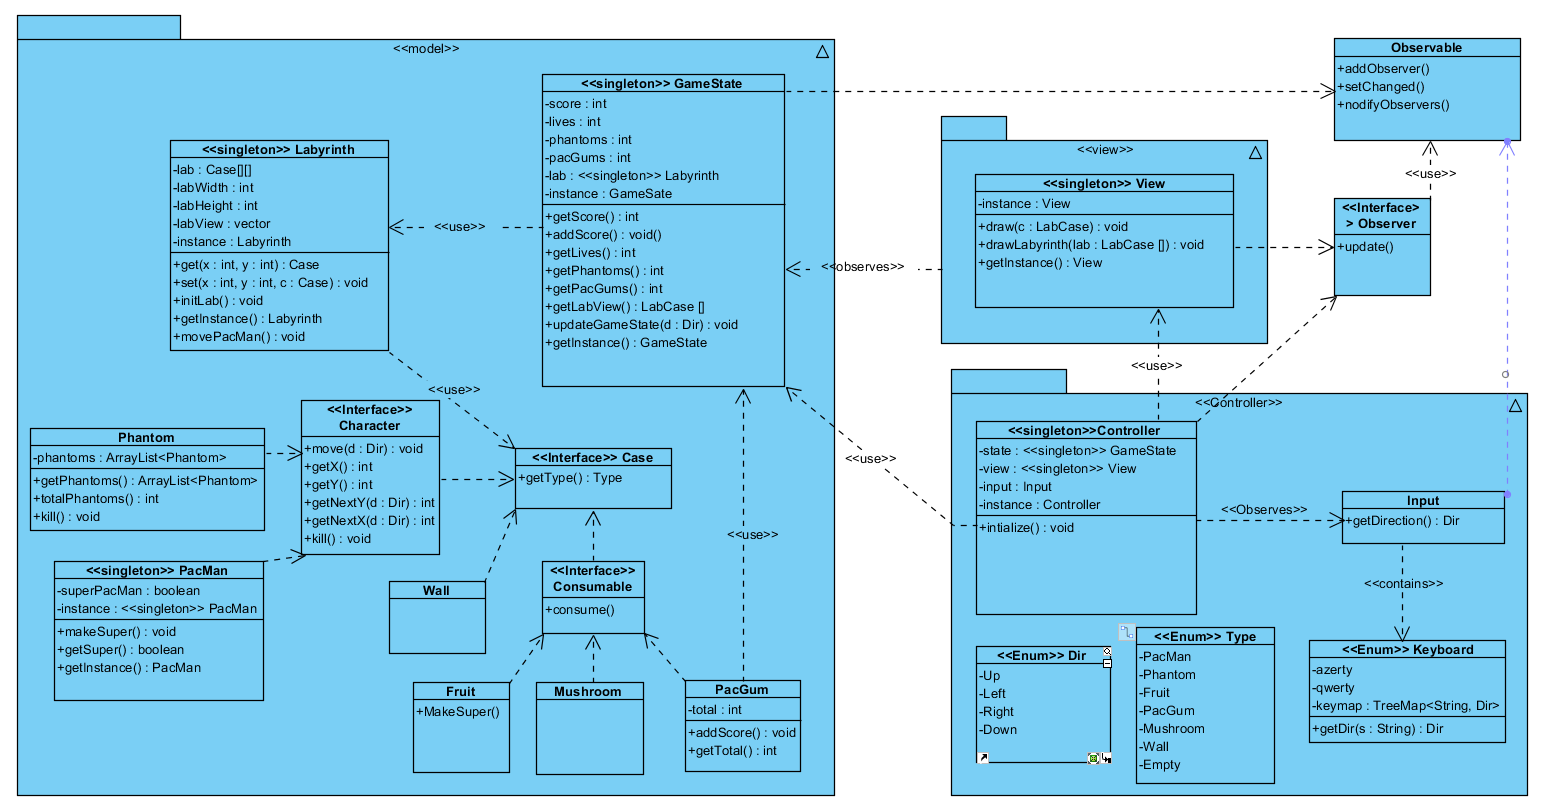 <<model>>
<<singleton>> GameState
-score : int
-lives : int
-phantoms : int
-pacGums : int
-lab : <<singleton>> Labyrinth
-instance : GameSate
+getScore() : int
+addScore() : void()
+getLives() : int
+getPhantoms() : int
+getPacGums() : int
+getLabView() : LabCase []
+updateGameState(d : Dir) : void
+getInstance() : GameState
<<singleton>> Labyrinth
-lab : Case[][]
-labWidth : int
-labHeight : int
-labView : vector
-instance : Labyrinth
+get(x : int, y : int) : Case
+set(x : int, y : int, c : Case) : void
+initLab() : void
+getInstance() : Labyrinth
+movePacMan() : void
<<use>>
<<use>>
<<Interface>>
Character
+move(d : Dir) : void
+getX() : int
+getY() : int
+getNextY(d : Dir) : int
+getNextX(d : Dir) : int
+kill() : void
Phantom
-phantoms : ArrayList<Phantom>
+getPhantoms() : ArrayList<Phantom>
+totalPhantoms() : int
+kill() : void
<<singleton>> PacMan
-superPacMan : boolean
-instance : <<singleton>> PacMan
+makeSuper() : void
+getSuper() : boolean
+getInstance() : PacMan
<<Interface>> Case
+getType() : Type
Wall
<<Interface>>
Consumable
+consume()
<<use>>
Fruit
+MakeSuper()
Mushroom
PacGum
-total : int
+addScore() : void
+getTotal() : int
<<observes>>
<<use>>
<<view>>
<<singleton>> View
-instance : View
+draw(c : LabCase) : void
+drawLabyrinth(lab : LabCase []) : void
+getInstance() : View
<<use>>
Observable
+addObserver()
+setChanged()
+nodifyObservers()
<<use>>
<<Interface>
> Observer
+update()
<<Controller>>
<<singleton>>Controller
-state : <<singleton>> GameState
-view : <<singleton>> View
-input : Input
-instance : Controller
+intialize() : void
<<Observes>>
Input
+getDirection() : Dir
<<contains>>
<<Enum>> Dir
-Up
-Left
-Right
-Down
<<Enum>> Type
-PacMan
-Phantom
-Fruit
-PacGum
-Mushroom
-Wall
-Empty
<<Enum>> Keyboard
-azerty
-qwerty
-keymap : TreeMap<String, Dir>
+getDir(s : String) : Dir